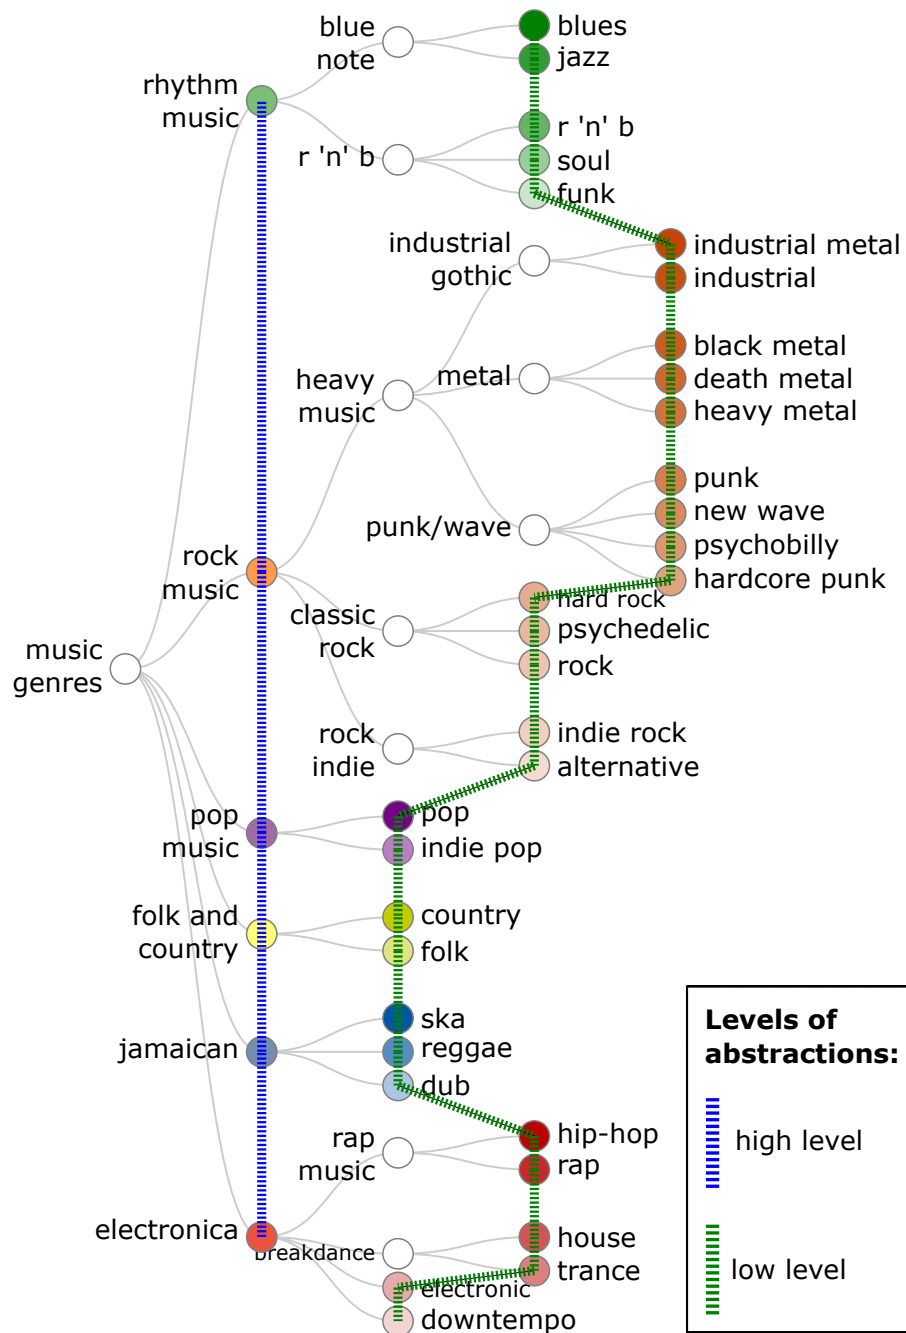 blue
note
blues
jazz
rhythm
music
r 'n' b
r 'n' b
soul
funk
industrial
gothic
industrial metal
industrial
heavy
music
metal
black metal
death metal
heavy metal
punk/wave
punk
new wave
psychobilly
hardcore punk
rock
music
classic
rock
hard rock
psychedelic
rock
music
genres
rock
indie
indie rock
alternative
pop
music
pop
indie pop
folk and
country
country
folk
jamaican
ska
reggae
dub
rap
music
hip-hop
rap
electronica
breakdance
house
trance
electronic
downtempo
Levels of
abstractions:
high level
low level